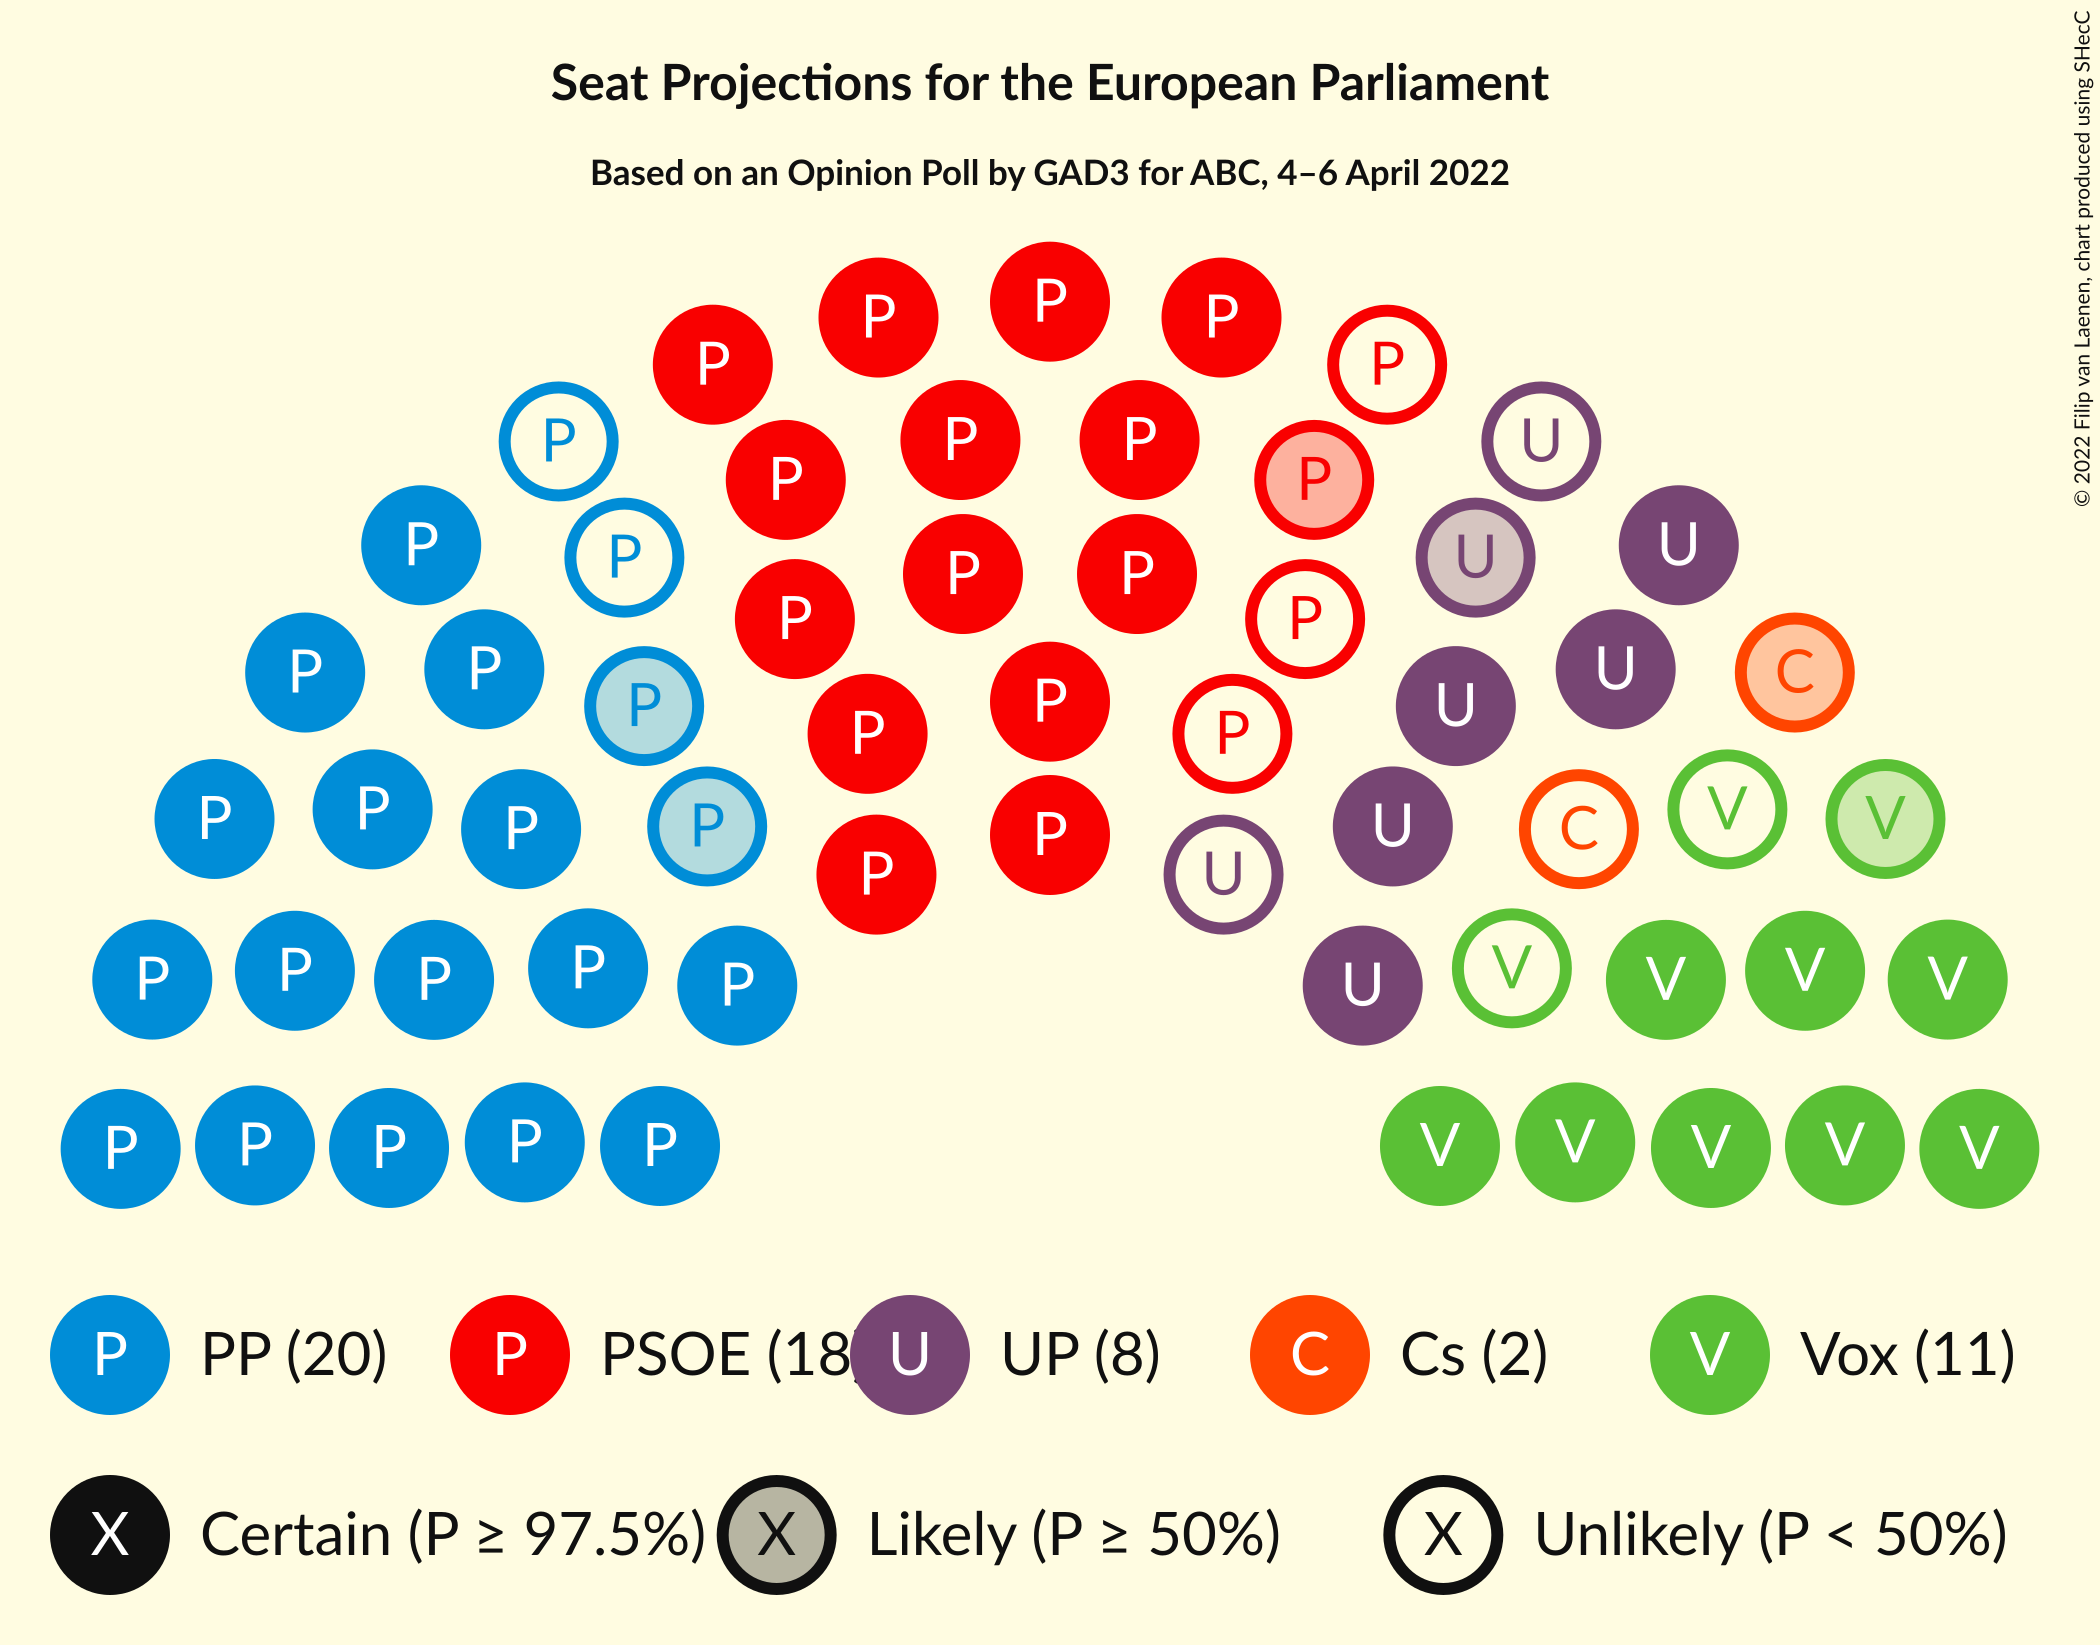 Seat Projections for the European Parliament
Based on an Opinion Poll by GAD3 for ABC, 4–6 April 2022
© 2022 Filip van Laenen, chart produced using SHecC
P P P
P P
P U
P P
P P
P U
P U
P P
P P
P U
P P U
P P U
P C
P P P
P P C
P P P P U V V
P P U
P P P P V V V V
P U
P P P P P V V V V V
P PP (20) P PSOE (18) U UP (8) C Cs (2) V Vox (11)
X Certain (P ≥ 97.5%) X Likely (P ≥ 50%) X Unlikely (P < 50%)